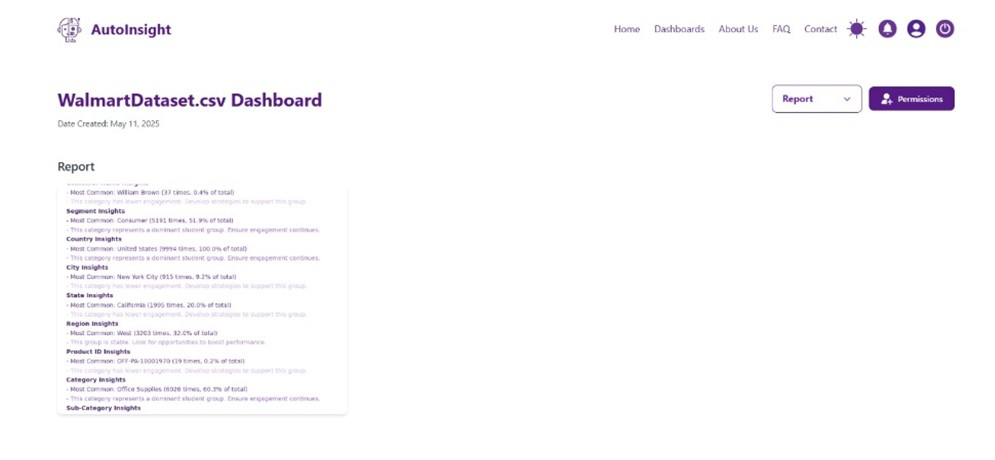 AutoInsight
Home Dashboards About Us FAQ Contact
WalmartDataset.csv Dashboard
Report
Permissions
Date Created: May 11, 2025
Report
- Most Common: William Brown (37 times, 0.4% of total)
- This category has lower engagement. Develop strategies to support this group.
Segment Insights
- Most Common: Consumer (5191 times, 51.9% of total)
- This category represents a dominant student group. Ensure engagement continues.
Country Insights
- Most Common: United States (9994 times, 100.0% of total)
- This category represents a dominant student group. Ensure engagement continues.
City Insights
- Most Common: New York City (915 times, 9.2% of total)
- This category has lower engagement. Develop strategies to support this group.
State Insights
- Most Common: California (1995 times, 20.0% of total)
- This category has lower engagement. Develop strategies to support this group.
Region Insights
- Most Common: West (3203 times, 32.0% of total)
- This group is stable. Look for opportunities to boost performance.
Product ID Insights
- Most Common: OFF-PA-10001970 (19 times, 0.2% of total)
- This category has lower engagement. Develop strategies to support this group.
Category Insights
- Most Common: Office Supplies (6026 times, 60.3% of total)
- This category represents a dominant student group. Ensure engagement continues.
Sub-Category Insights